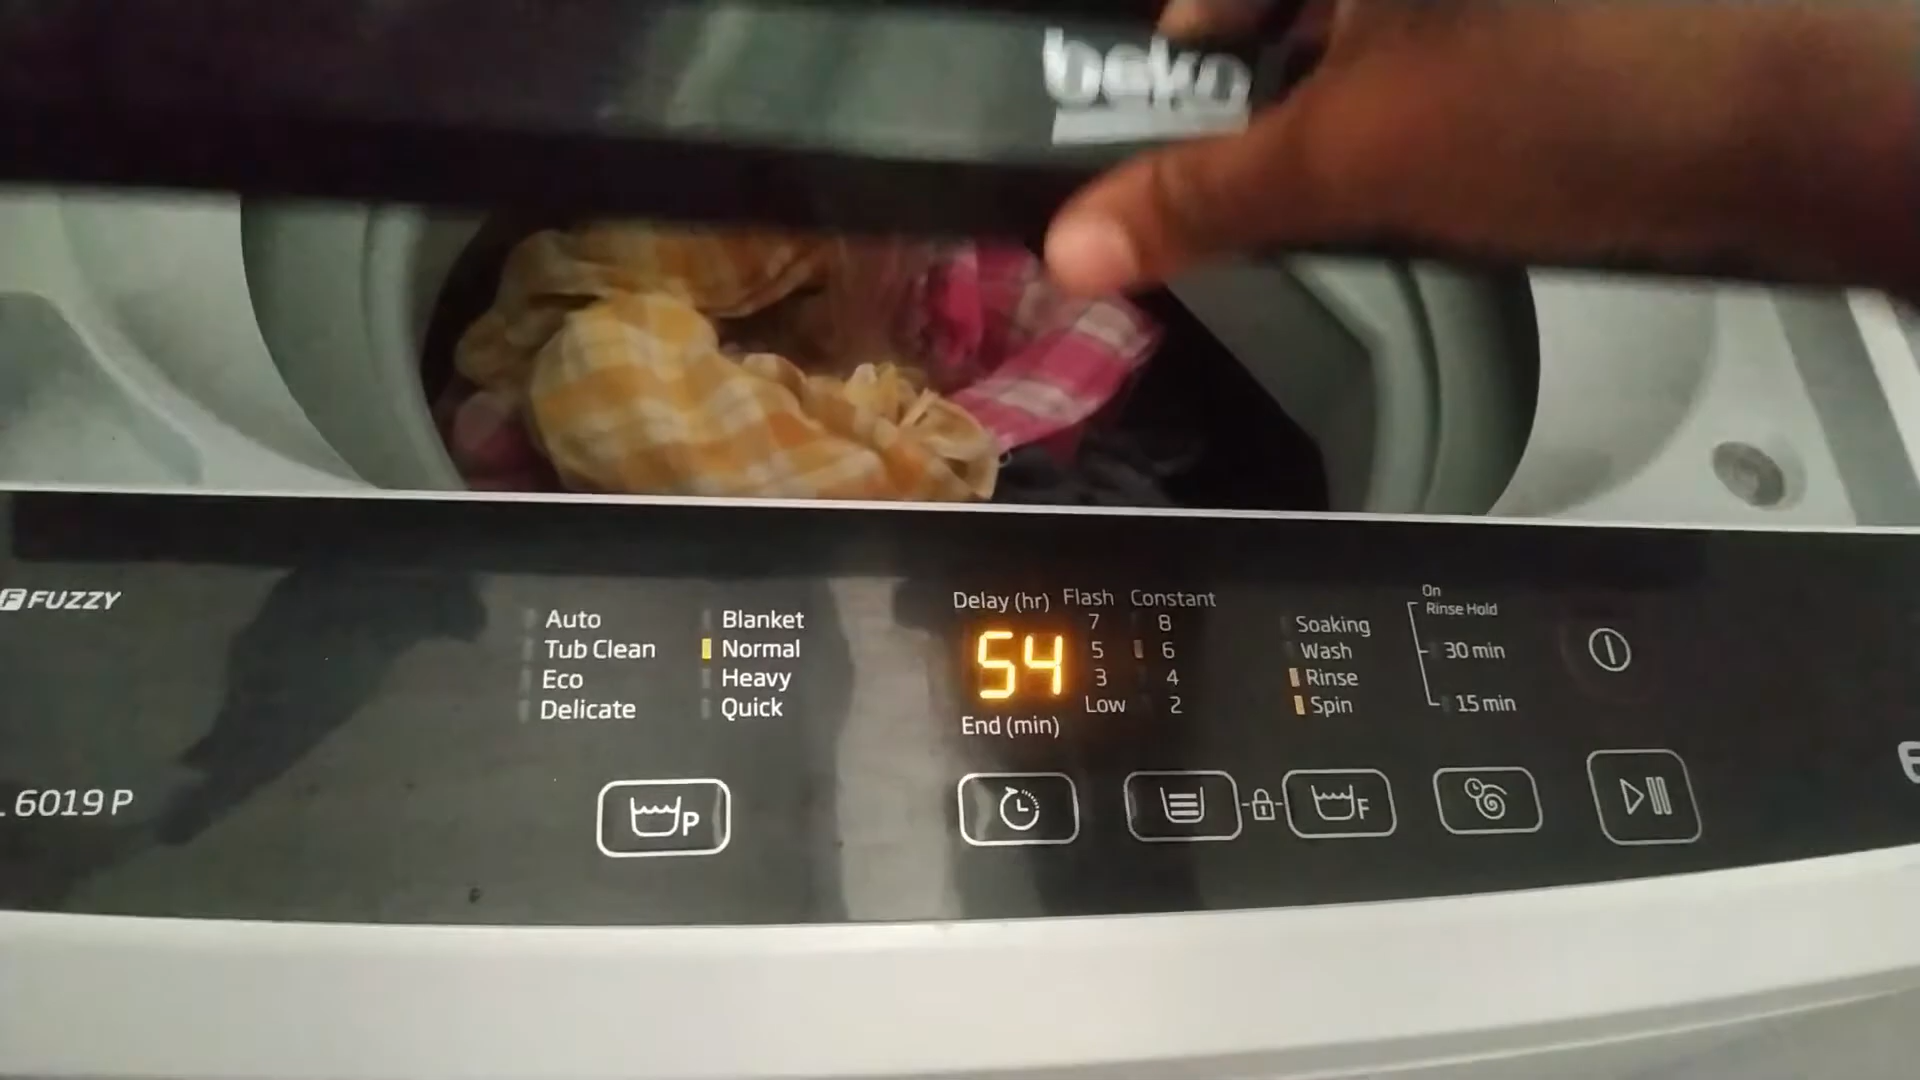 beko
FUZZY
Auto
Tub Clean
Eco
Delicate
Blanket
Normal
Heavy
Quick
Delay (hr)
54
End (min)
Flash
7
5
3
Low
Constant
8
6
4
2
Soaking
Wash
Rinse
Spin
On
Rinse Hold
30 min
15 min
6019 P
P
F